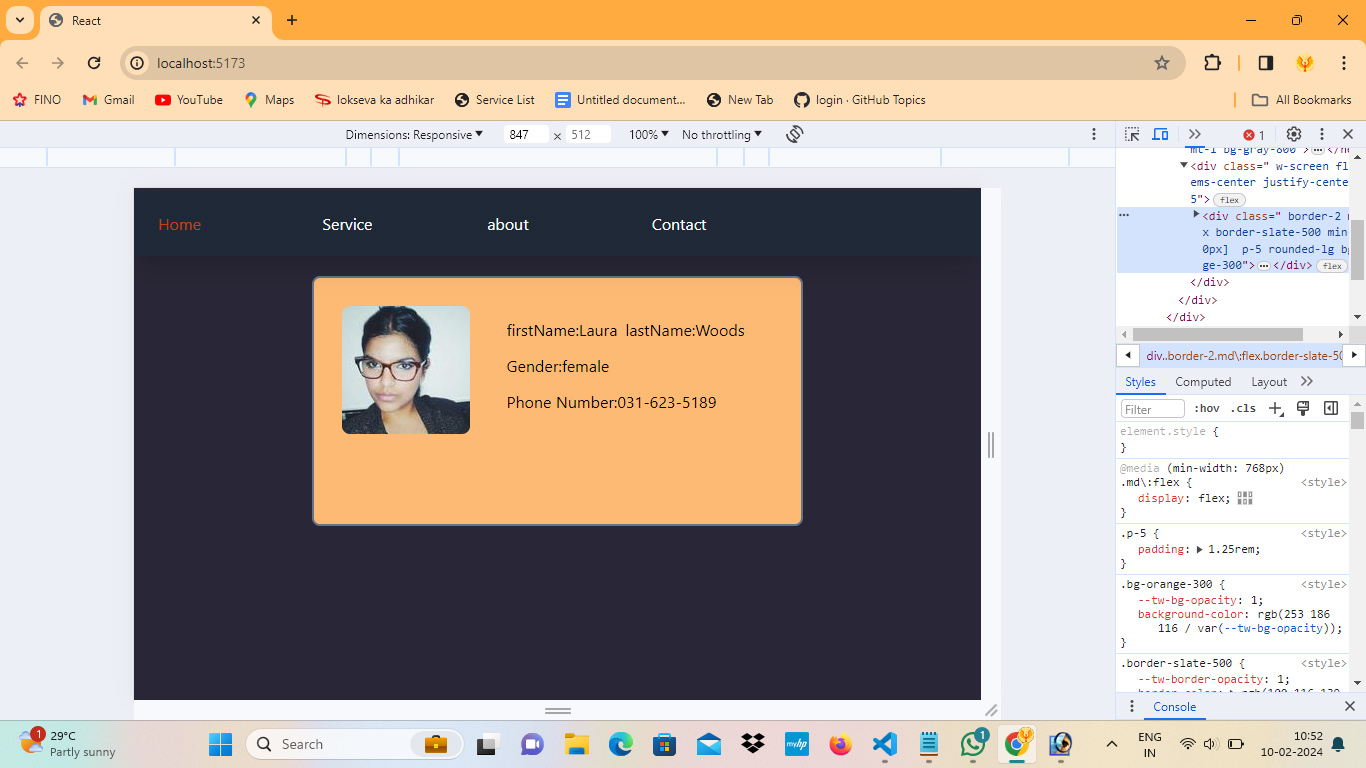 React
localhost:5173
FINO Gmail YouTube Maps lokseva ka adhikar Service List Untitled document... New Tab login · GitHub Topics All Bookmarks
Dimensions: Responsive 847 × 512 100% No throttling 1
Home Service about Contact
firstName:Laura lastName:Woods
Gender:female
Phone Number:031-623-5189
mt-1 bg-gray-800">
<div class=" w-screen fl
ems-center justify-cente
5"> flex
<div class=" border-2
x border-slate-500 min
0px] p-5 rounded-lg bg
ge-300"> </div> flex
</div>
</div>
</div>
div..border-2.md\:flex.border-slate-50
Styles Computed Layout
Filter :hov .cls
element.style {
}
@media (min-width: 768px)
.md\:flex { <style>
display: flex;
}
.p-5 { <style>
padding: 1.25rem;
}
.bg-orange-300 { <style>
--tw-bg-opacity: 1;
background-color: rgb(253 186
116 / var(--tw-bg-opacity));
}
.border-slate-500 { <style>
--tw-border-opacity: 1;
Console
1
29°C
Partly sunny
Search
myhp
1
ENG
IN
10:52
10-02-2024